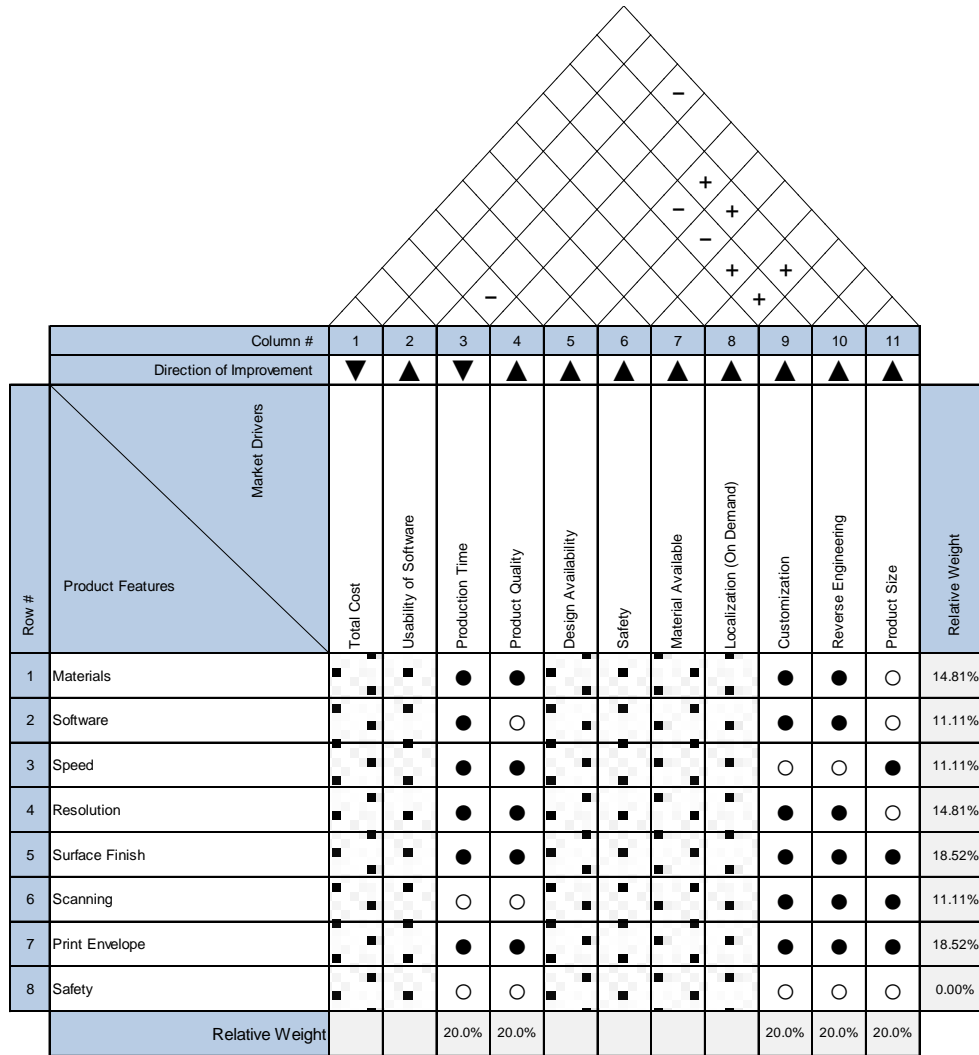 −
+
− +
−
+ +
− +
Column # 1 2 3 4 5 6 7 8 9 10 11
Direction of Improvement ▼ ▲ ▼ ▲ ▲ ▲ ▲ ▲ ▲ ▲ ▲
Row #
Market Drivers
Product Features
Total Cost
Usability of Software
Production Time
Product Quality
Design Availability
Safety
Material Available
Localization (On Demand)
Customization
Reverse Engineering
Product Size
Relative Weight
1 Materials ● ● ● ● ○ 14.81%
2 Software ● ○ ● ● ○ 11.11%
3 Speed ● ● ○ ○ ● 11.11%
4 Resolution ● ● ● ● ○ 14.81%
5 Surface Finish ● ● ● ● ● 18.52%
6 Scanning ○ ○ ● ● ● 11.11%
7 Print Envelope ● ● ● ● ● 18.52%
8 Safety ○ ○ ○ ○ ○ 0.00%
Relative Weight 20.0% 20.0% 20.0% 20.0% 20.0%